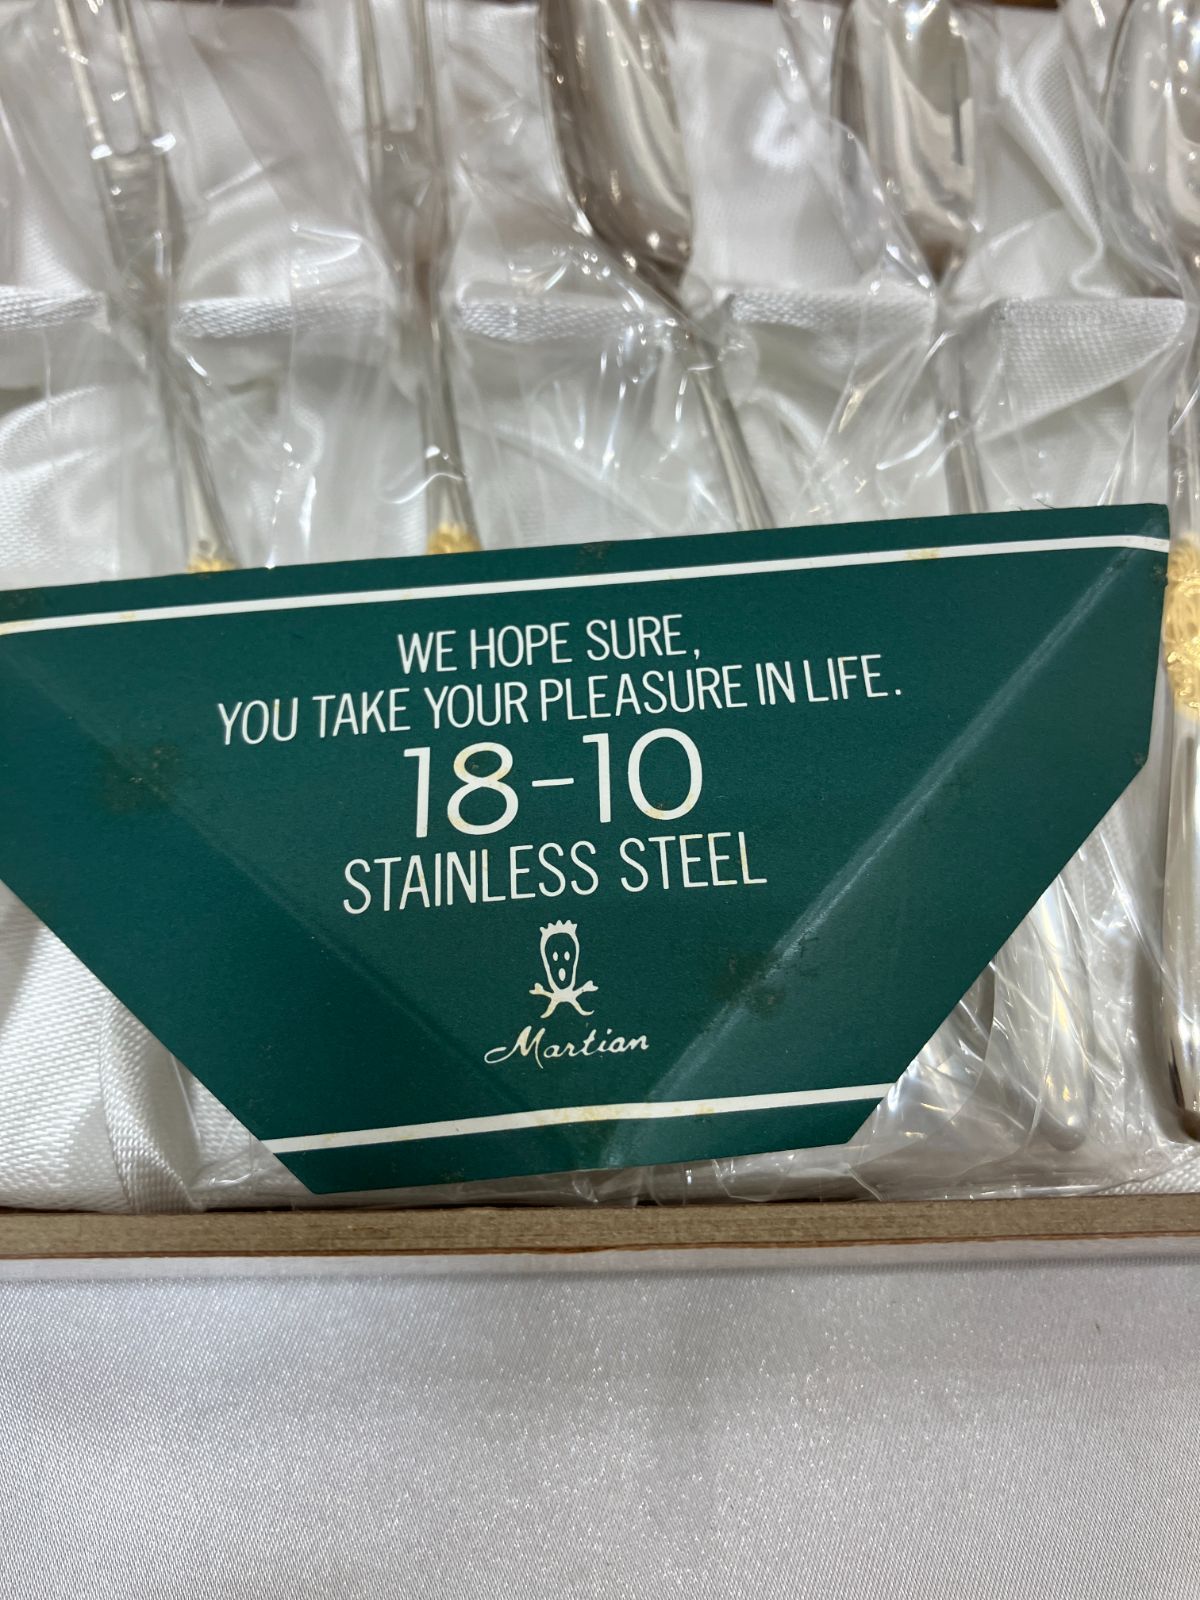 WE HOPE SURE,
YOU TAKE YOUR PLEASURE IN LIFE.
18-10
STAINLESS STEEL
Martian